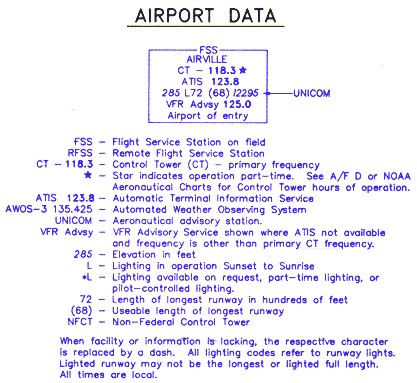 AIRPORT DATA
FSS
AIRVILLE
CT - 118.3 ★
ATIS 123.8
285 L72 (68) 12295
UNICOM
VFR Advsy 125.0
Airport of entry
FSS - Flight Service Station on field
RFSS - Remote Flight Service Station
CT - 118.3 - Control Tower (CT) - primary frequency
★ - Star indicates operation part-time. See A/F D or NOAA
Aeronautical Charts for Control Tower hours of operation.
ATIS 123.8 - Automatic Terminal Information Service
AWOS-3 135.425 - Automated Weather Observing System
UNICOM - Aeronautical advisory station.
VFR Advsy - VFR Advisory Service shown where ATIS not available
and frequency is other than primary CT frequency.
285 - Elevation in feet
L - Lighting in operation Sunset to Sunrise
*L - Lighting available on request, part-time lighting, or
pilot-controlled lighting.
72 - Length of longest runway in hundreds of feet
(68) - Useable length of longest runway
NFCT - Non-Federal Control Tower
When facility or information is lacking, the respective character
is replaced by a dash. All lighting codes refer to runway lights.
Lighted runway may not be the longest or lighted full length.
All times are local.